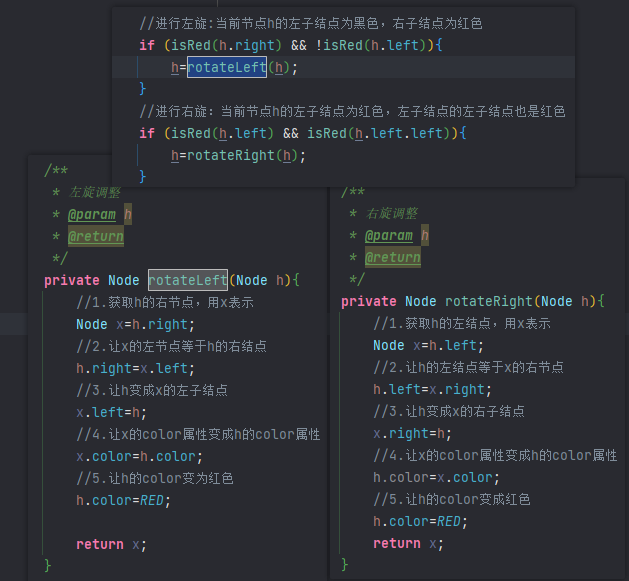 //进行左旋:当前节点h的左子结点为黑色，右子结点为红色
if (isRed(h.right) && !isRed(h.left)){
h=rotateLeft(h);
}
//进行右旋：当前节点h的左子结点为红色，左子结点的左子结点也是红色
if (isRed(h.left) && isRed(h.left.left)){
h=rotateRight(h);
}
/**
* 左旋调整
* @param h
* @return
*/
private Node rotateLeft(Node h){
//1.获取h的右节点，用x表示
Node x=h.right;
//2.让x的左节点等于h的右结点
h.right=x.left;
//3.让h变成x的左子结点
x.left=h;
//4.让x的color属性变成h的color属性
x.color=h.color;
//5.让h的color变为红色
h.color=RED;
return x;
}
/**
* 右旋调整
* @param h
* @return
*/
private Node rotateRight(Node h){
//1.获取h的左结点，用x表示
Node x=h.left;
//2.让h的左结点等于x的右节点
h.left=x.right;
//3.让h变成x的右子结点
x.right=h;
//4.让x的color属性变成h的color属性
h.color=x.color;
//5.让h的color变成红色
h.color=RED;
return x;
}